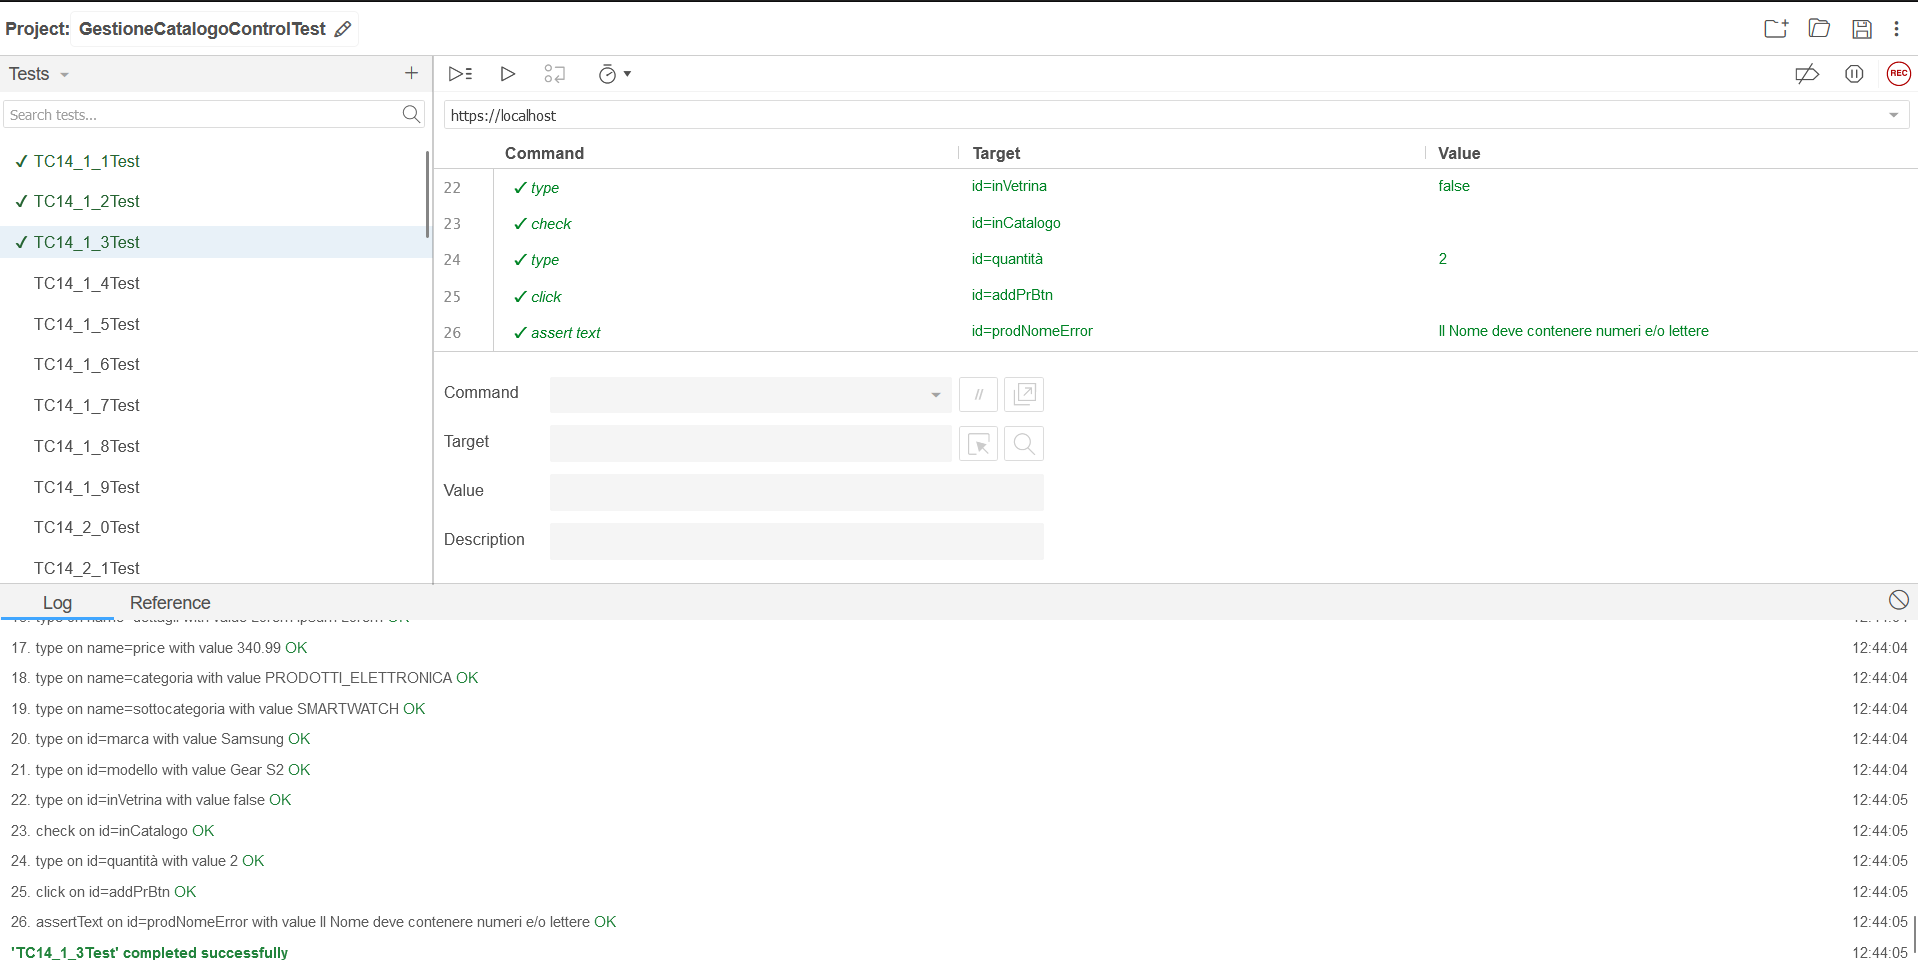 Project: GestioneCatalogoControlTest
Tests
Search tests...
✓ TC14_1_1Test
✓ TC14_1_2Test
✓ TC14_1_3Test
TC14_1_4Test
TC14_1_5Test
TC14_1_6Test
TC14_1_7Test
TC14_1_8Test
TC14_1_9Test
TC14_2_0Test
TC14_2_1Test
REC
https://localhost
Command Target Value
22 ✓ type id=inVetrina false
23 ✓ check id=inCatalogo
24 ✓ type id=quantità 2
25 ✓ click id=addPrBtn
26 ✓ assert text id=prodNomeError Il Nome deve contenere numeri e/o lettere
Command //
Target
Value
Description
Log Reference
17. type on name=price with value 340.99 OK 12:44:04
18. type on name=categoria with value PRODOTTI_ELETTRONICA OK 12:44:04
19. type on name=sottocategoria with value SMARTWATCH OK 12:44:04
20. type on id=marca with value Samsung OK 12:44:04
21. type on id=modello with value Gear S2 OK 12:44:04
22. type on id=inVetrina with value false OK 12:44:05
23. check on id=inCatalogo OK 12:44:05
24. type on id=quantità with value 2 OK 12:44:05
25. click on id=addPrBtn OK 12:44:05
26. assertText on id=prodNomeError with value Il Nome deve contenere numeri e/o lettere OK 12:44:05
'TC14_1_3Test' completed successfully 12:44:05